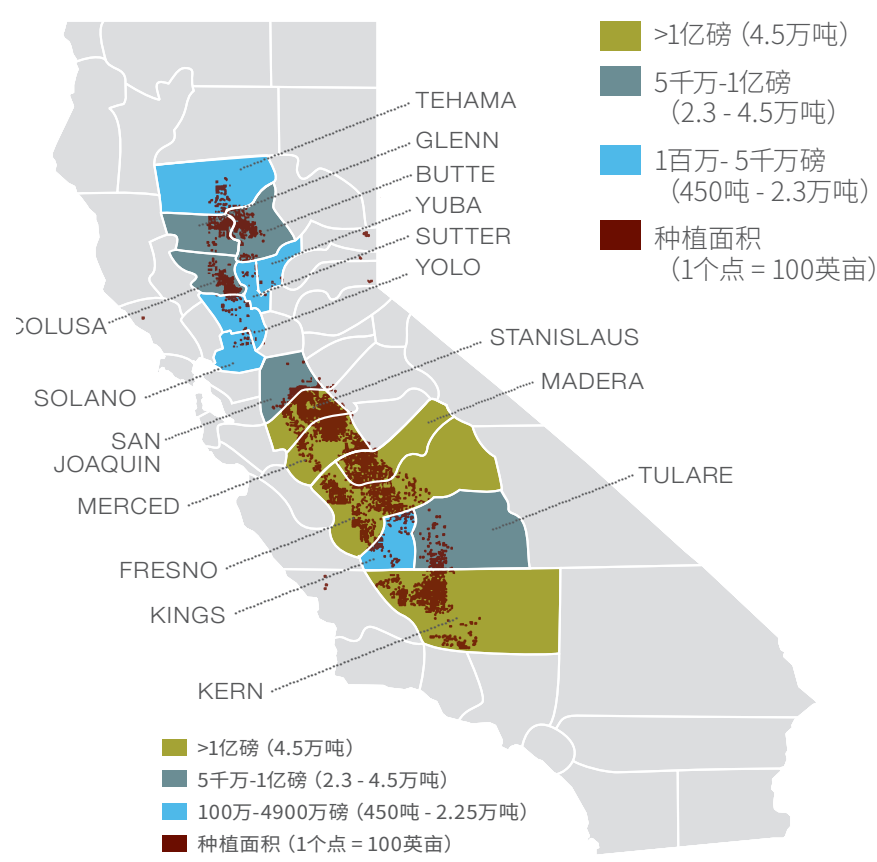 >1亿磅（4.5万吨）
5千万-1亿磅
（2.3 - 4.5万吨）
1百万- 5千万磅
（450吨 - 2.3万吨）
种植面积
（1个点 = 100英亩）
TEHAMA
GLENN
BUTTE
YUBA
SUTTER
YOLO
COLUSA
STANISLAUS
MADERA
SOLANO
SAN
JOAQUIN
TULARE
MERCED
FRESNO
KINGS
KERN
>1亿磅（4.5万吨）
5千万-1亿磅（2.3 - 4.5万吨）
100万-4900万磅（450吨 - 2.25万吨）
种植面积（1个点 = 100英亩）